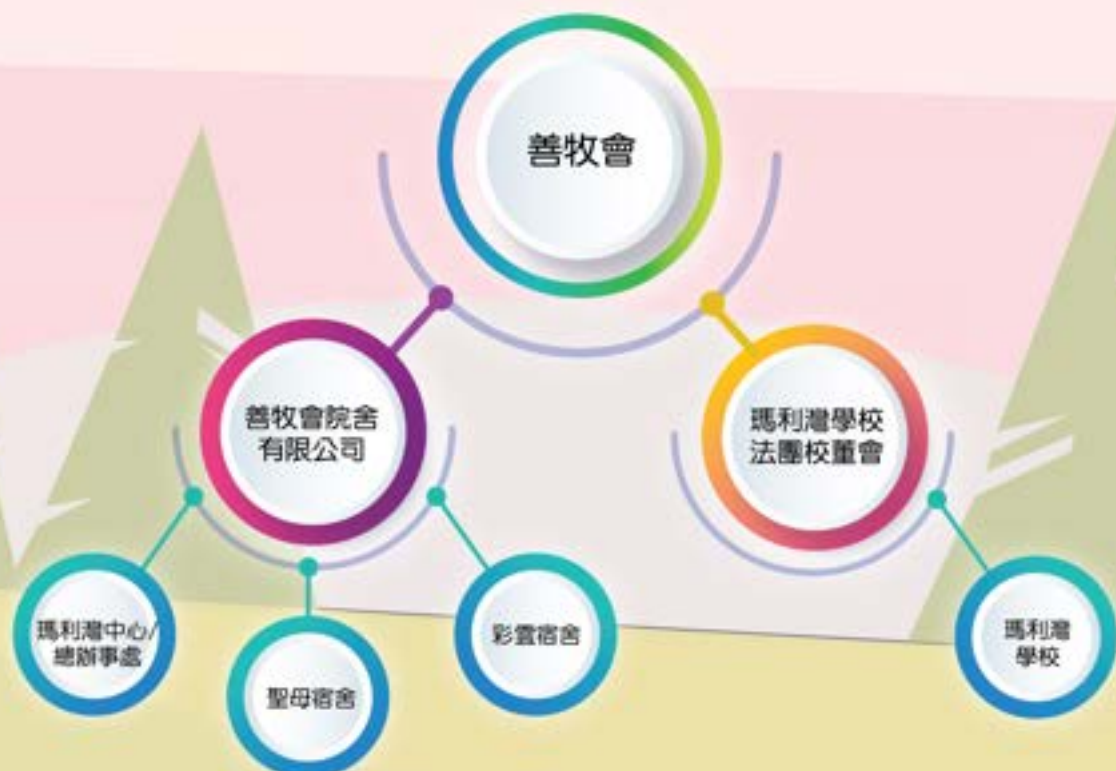 善牧會
善牧會院舍
有限公司
瑪利灣學校
法團校董會
瑪利灣中心/
總辦事處
聖母宿舍
彩雲宿舍
瑪利灣
學校